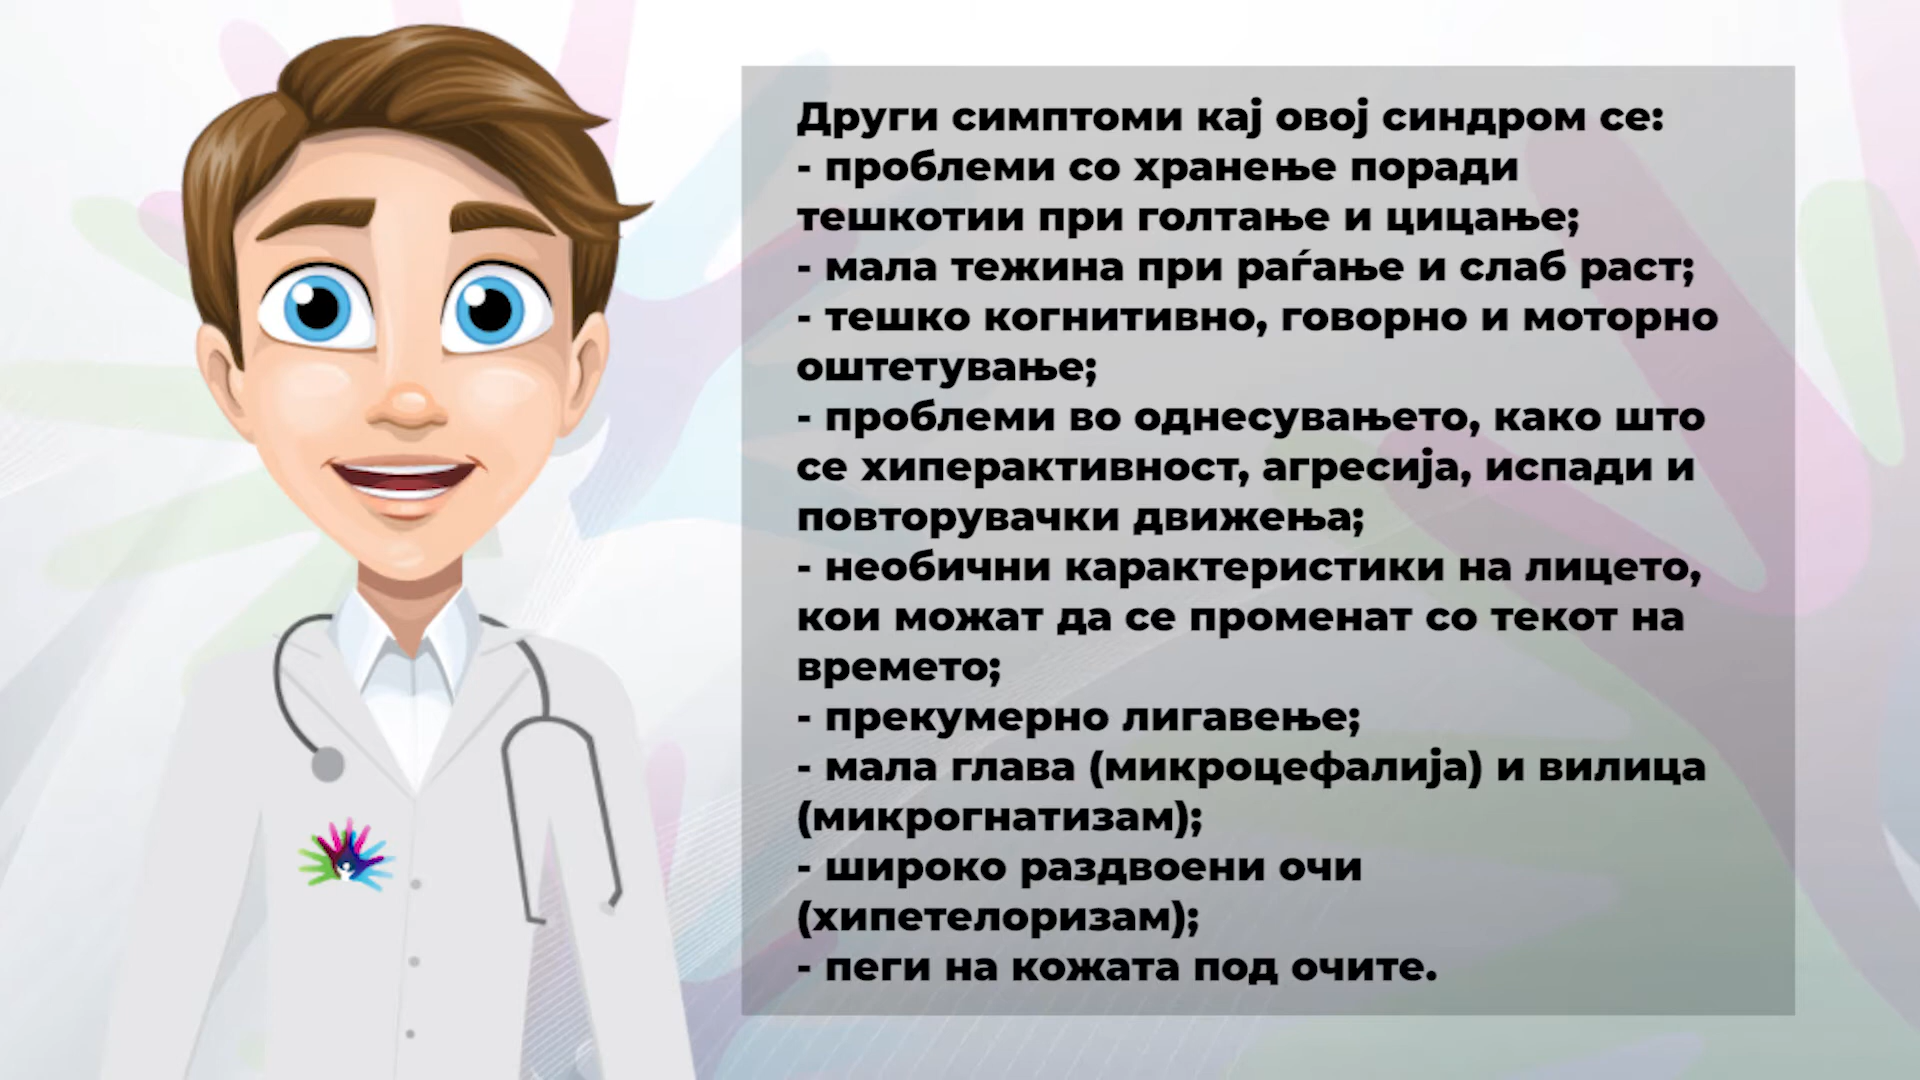 Други симптоми кај овој синдром се:
- проблеми со хранење поради
тешкотии при голтање и цицање;
- мала тежина при раѓање и слаб раст;
- тешко когнитивно, говорно и моторно
оштетување;
- проблеми во однесувањето, како што
се хиперактивност, агресија, испади и
повторувачки движења;
- необични карактеристики на лицето,
кои можат да се променат со текот на
времето;
- прекумерно лигавење;
- мала глава (микроцефалија) и вилица
(микрогнатизам);
- широко раздвоени очи
(хипетелоризам);
- пеги на кожата под очите.